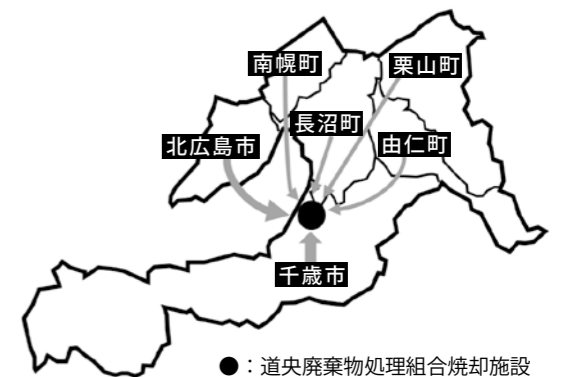 南幌町
栗山町
長沼町
北広島市
由仁町
千歳市
●：道央廃棄物処理組合焼却施設